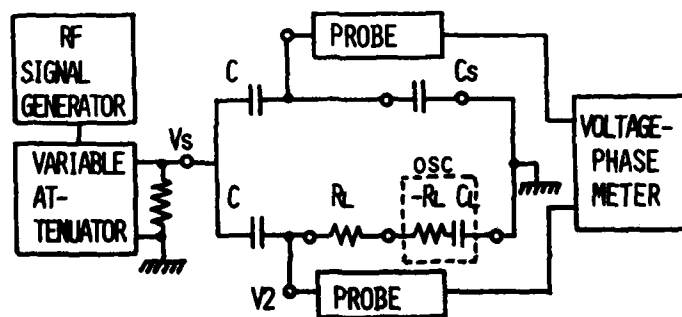 RF
SIGNAL
GENERATOR
VARIABLE
AT-
TENUATOR
Vs
C
PROBE
Cs
C
RL
OSC
-RL CL
V2
PROBE
VOLTAGE-
PHASE
METER